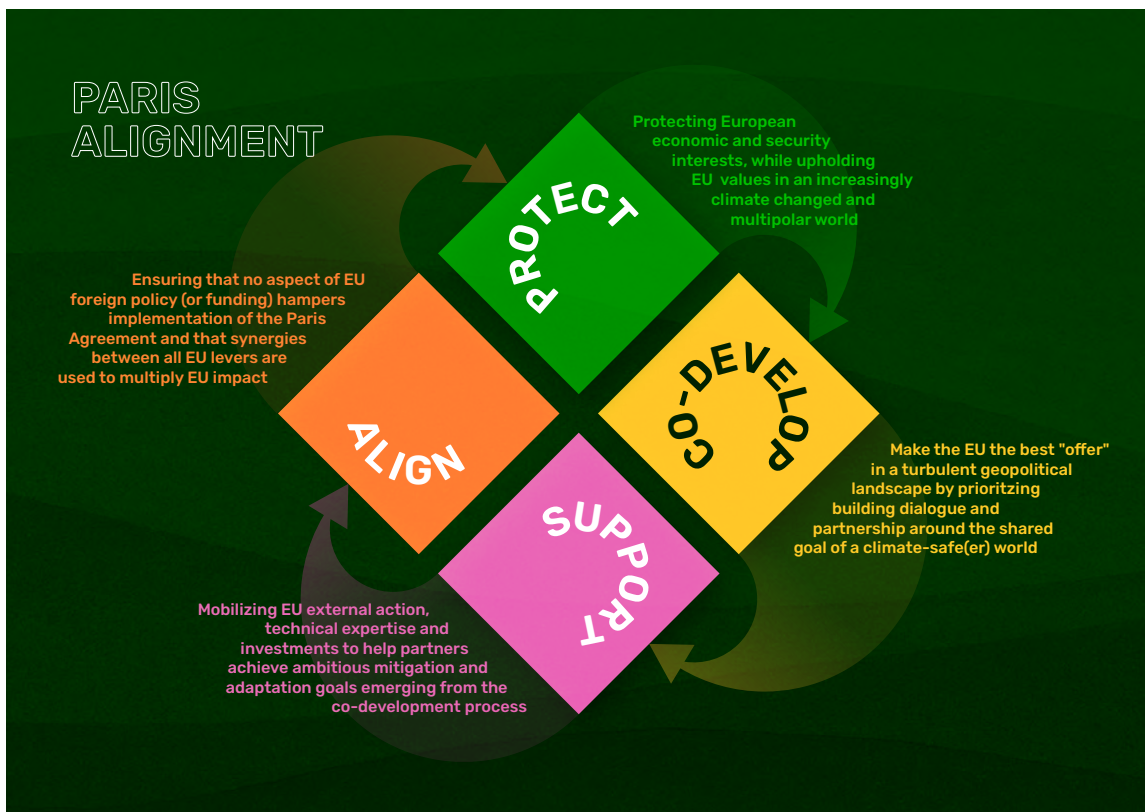 PARIS
ALIGNMENT
PROTECT
Protecting European
economic and security
interests, while upholding
EU values in an increasingly
climate changed and
multipolar world
CO-DEVELOP
Make the EU the best "offer"
in a turbulent geopolitical
landscape by prioritzing
building dialogue and
partnership around the shared
goal of a climate-safe(er) world
SUPPORT
Mobilizing EU external action,
technical expertise and
investments to help partners
achieve ambitious mitigation and
adaptation goals emerging from the
co-development process
ALIGN
Ensuring that no aspect of EU
foreign policy (or funding) hampers
implementation of the Paris
Agreement and that synergies
between all EU levers are
used to multiply EU impact